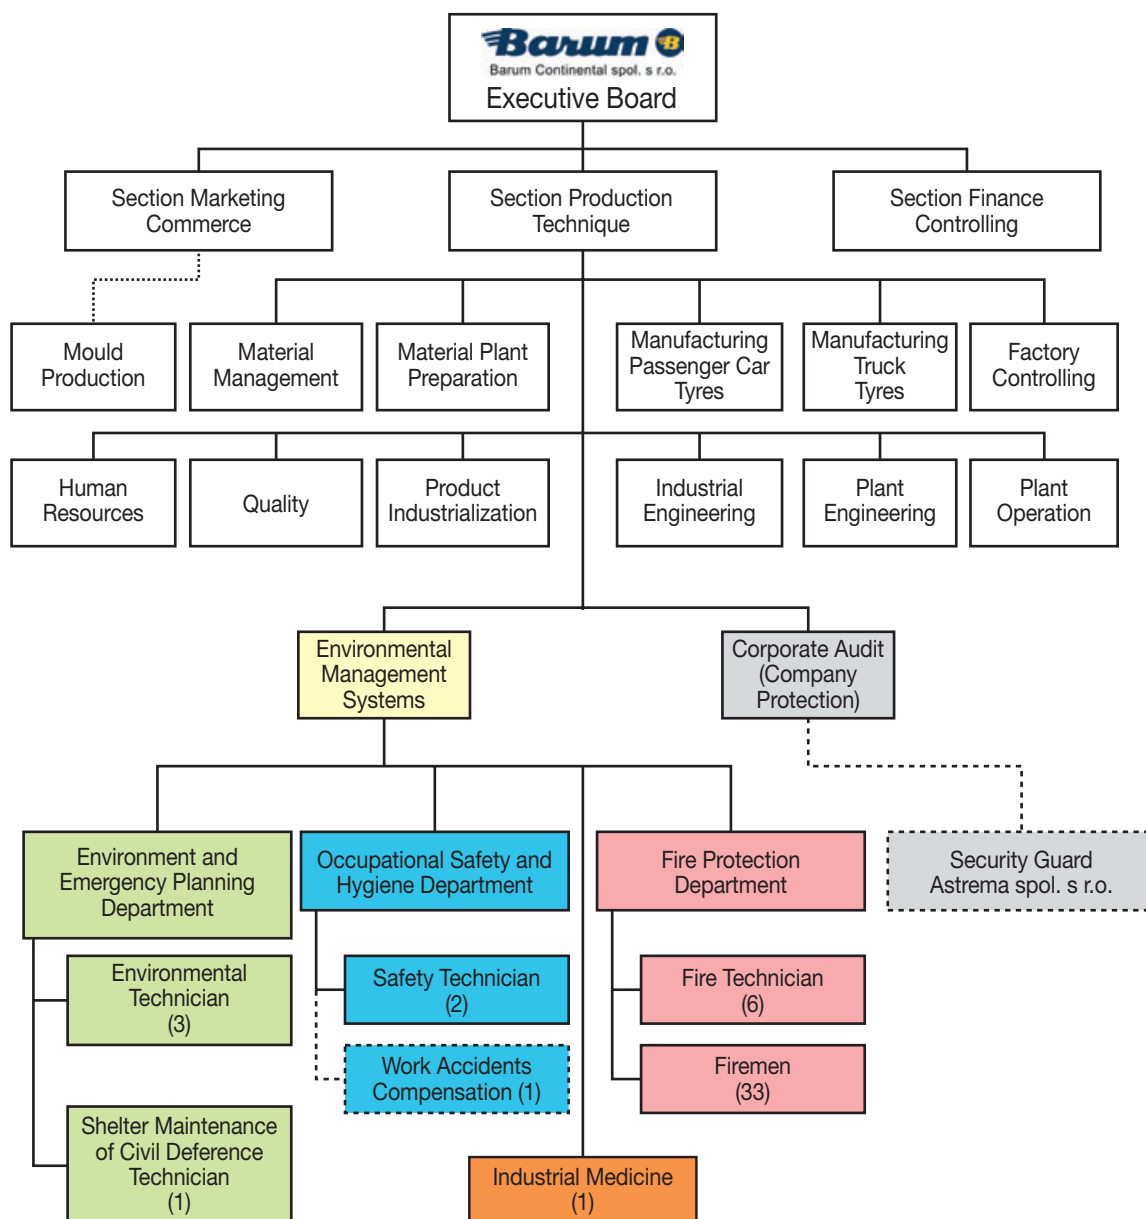 Barum B
Barum Continental spol. s r.o.
Executive Board
Section Marketing
Commerce
Section Production
Technique
Section Finance
Controlling
Mould
Production
Material
Management
Material Plant
Preparation
Manufacturing
Passenger Car
Tyres
Manufacturing
Truck
Tyres
Factory
Controlling
Human
Resources
Quality
Product
Industrialization
Industrial
Engineering
Plant
Engineering
Plant
Operation
Environmental
Management
Systems
Corporate Audit
(Company
Protection)
Environment and
Emergency Planning
Department
Occupational Safety and
Hygiene Department
Fire Protection
Department
Security Guard
Astrema spol. s r.o.
Environmental
Technician
(3)
Safety Technician
(2)
Fire Technician
(6)
Work Accidents
Compensation (1)
Firemen
(33)
Shelter Maintenance
of Civil Deference
Technician
(1)
Industrial Medicine
(1)